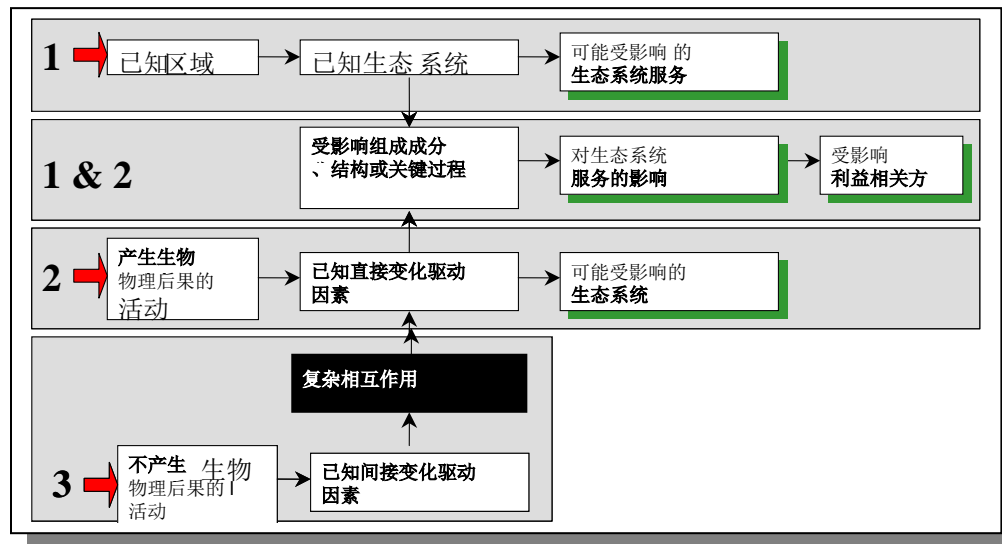 1
已知区域
已知生态系统
可能受影响 的
生态系统服务
1 & 2
受影响组成成分
、结构或关键过程
对生态系统
服务的影响
受影响
利益相关方
2
产生生物
物理后果的
活动
已知直接变化驱动
因素
可能受影响的
生态系统
复杂相互作用
3
不产生 生物
物理后果的
活动
已知间接变化驱动
因素